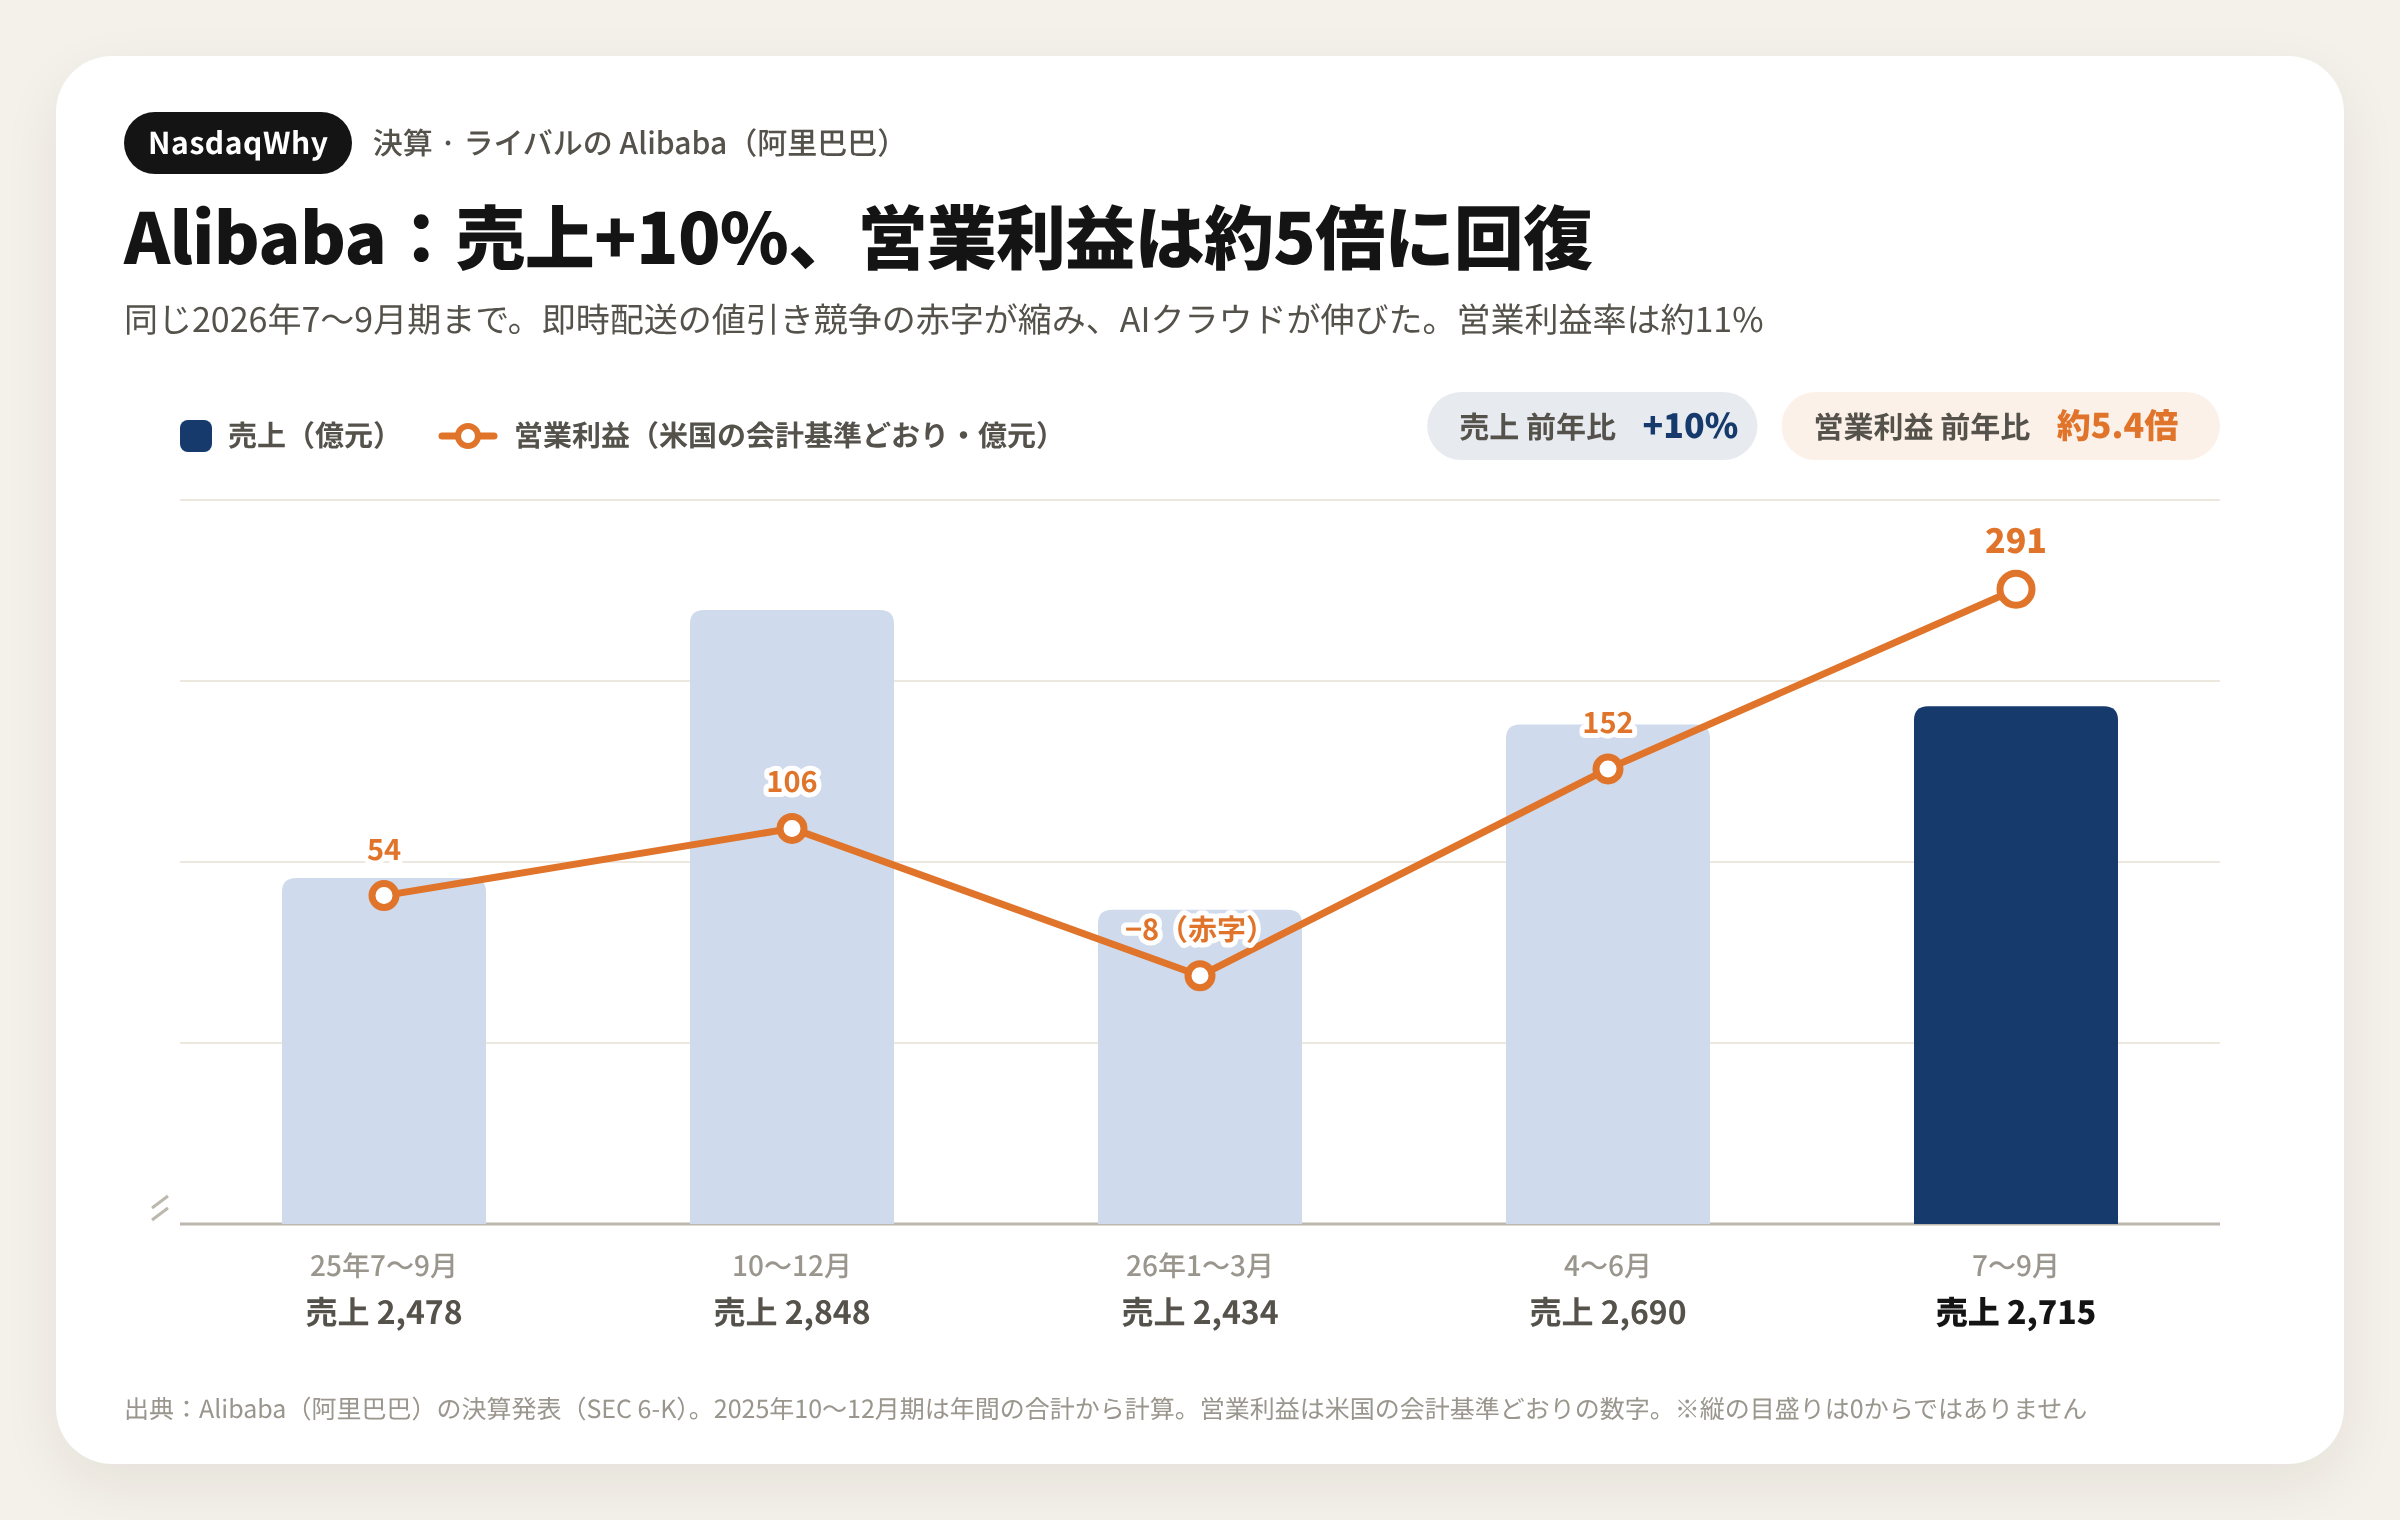 NasdaqWhy 決算・ライバルの Alibaba（阿里巴巴）
Alibaba：売上+10%、営業利益は約5倍に回復
同じ2026年7〜9月期まで。即時配送の値引き競争の赤字が縮み、AIクラウドが伸びた。営業利益率は約11%
売上（億元） 営業利益（米国の会計基準どおり・億元） 売上 前年比 +10% 営業利益 前年比 約5.4倍
291
152
106
54
−8（赤字）
25年7〜9月 10〜12月 26年1〜3月 4〜6月 7〜9月
売上 2,478 売上 2,848 売上 2,434 売上 2,690 売上 2,715
出典：Alibaba（阿里巴巴）の決算発表（SEC 6-K）。2025年10〜12月期は年間の合計から計算。営業利益は米国の会計基準どおりの数字。※縦の目盛りは0からではありません